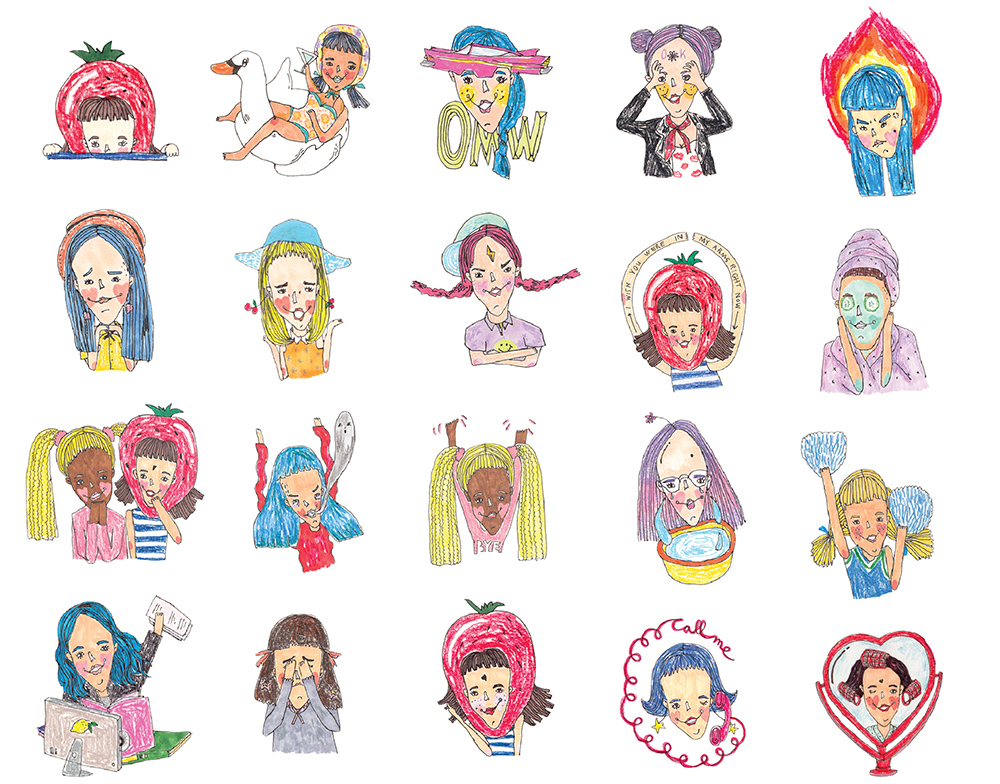 OMW
O K
I WISH YOU WERE IN
MY ARMS RIGHT NOW
BYE!
Call me